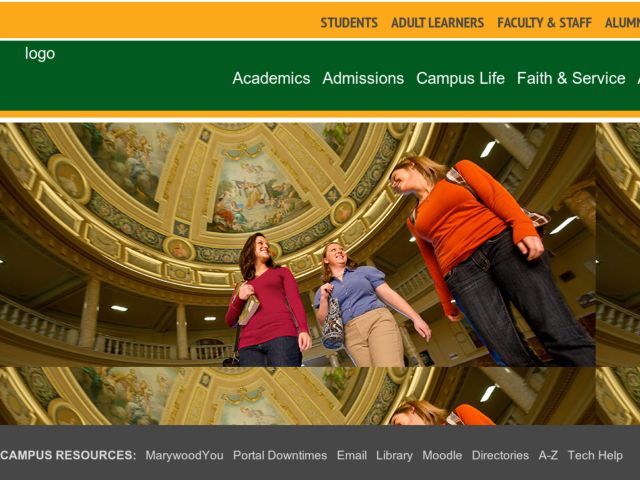 STUDENTS ADULT LEARNERS FACULTY & STAFF ALUMN
logo
Academics Admissions Campus Life Faith & Service
CAMPUS RESOURCES: MarywoodYou Portal Downtimes Email Library Moodle Directories A-Z Tech Help